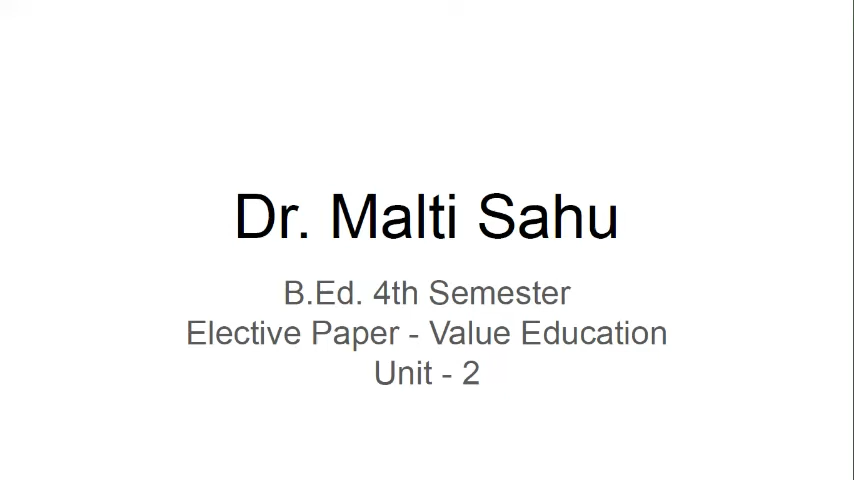 Dr. Malti Sahu
B.Ed. 4th Semester
Elective Paper - Value Education
Unit - 2